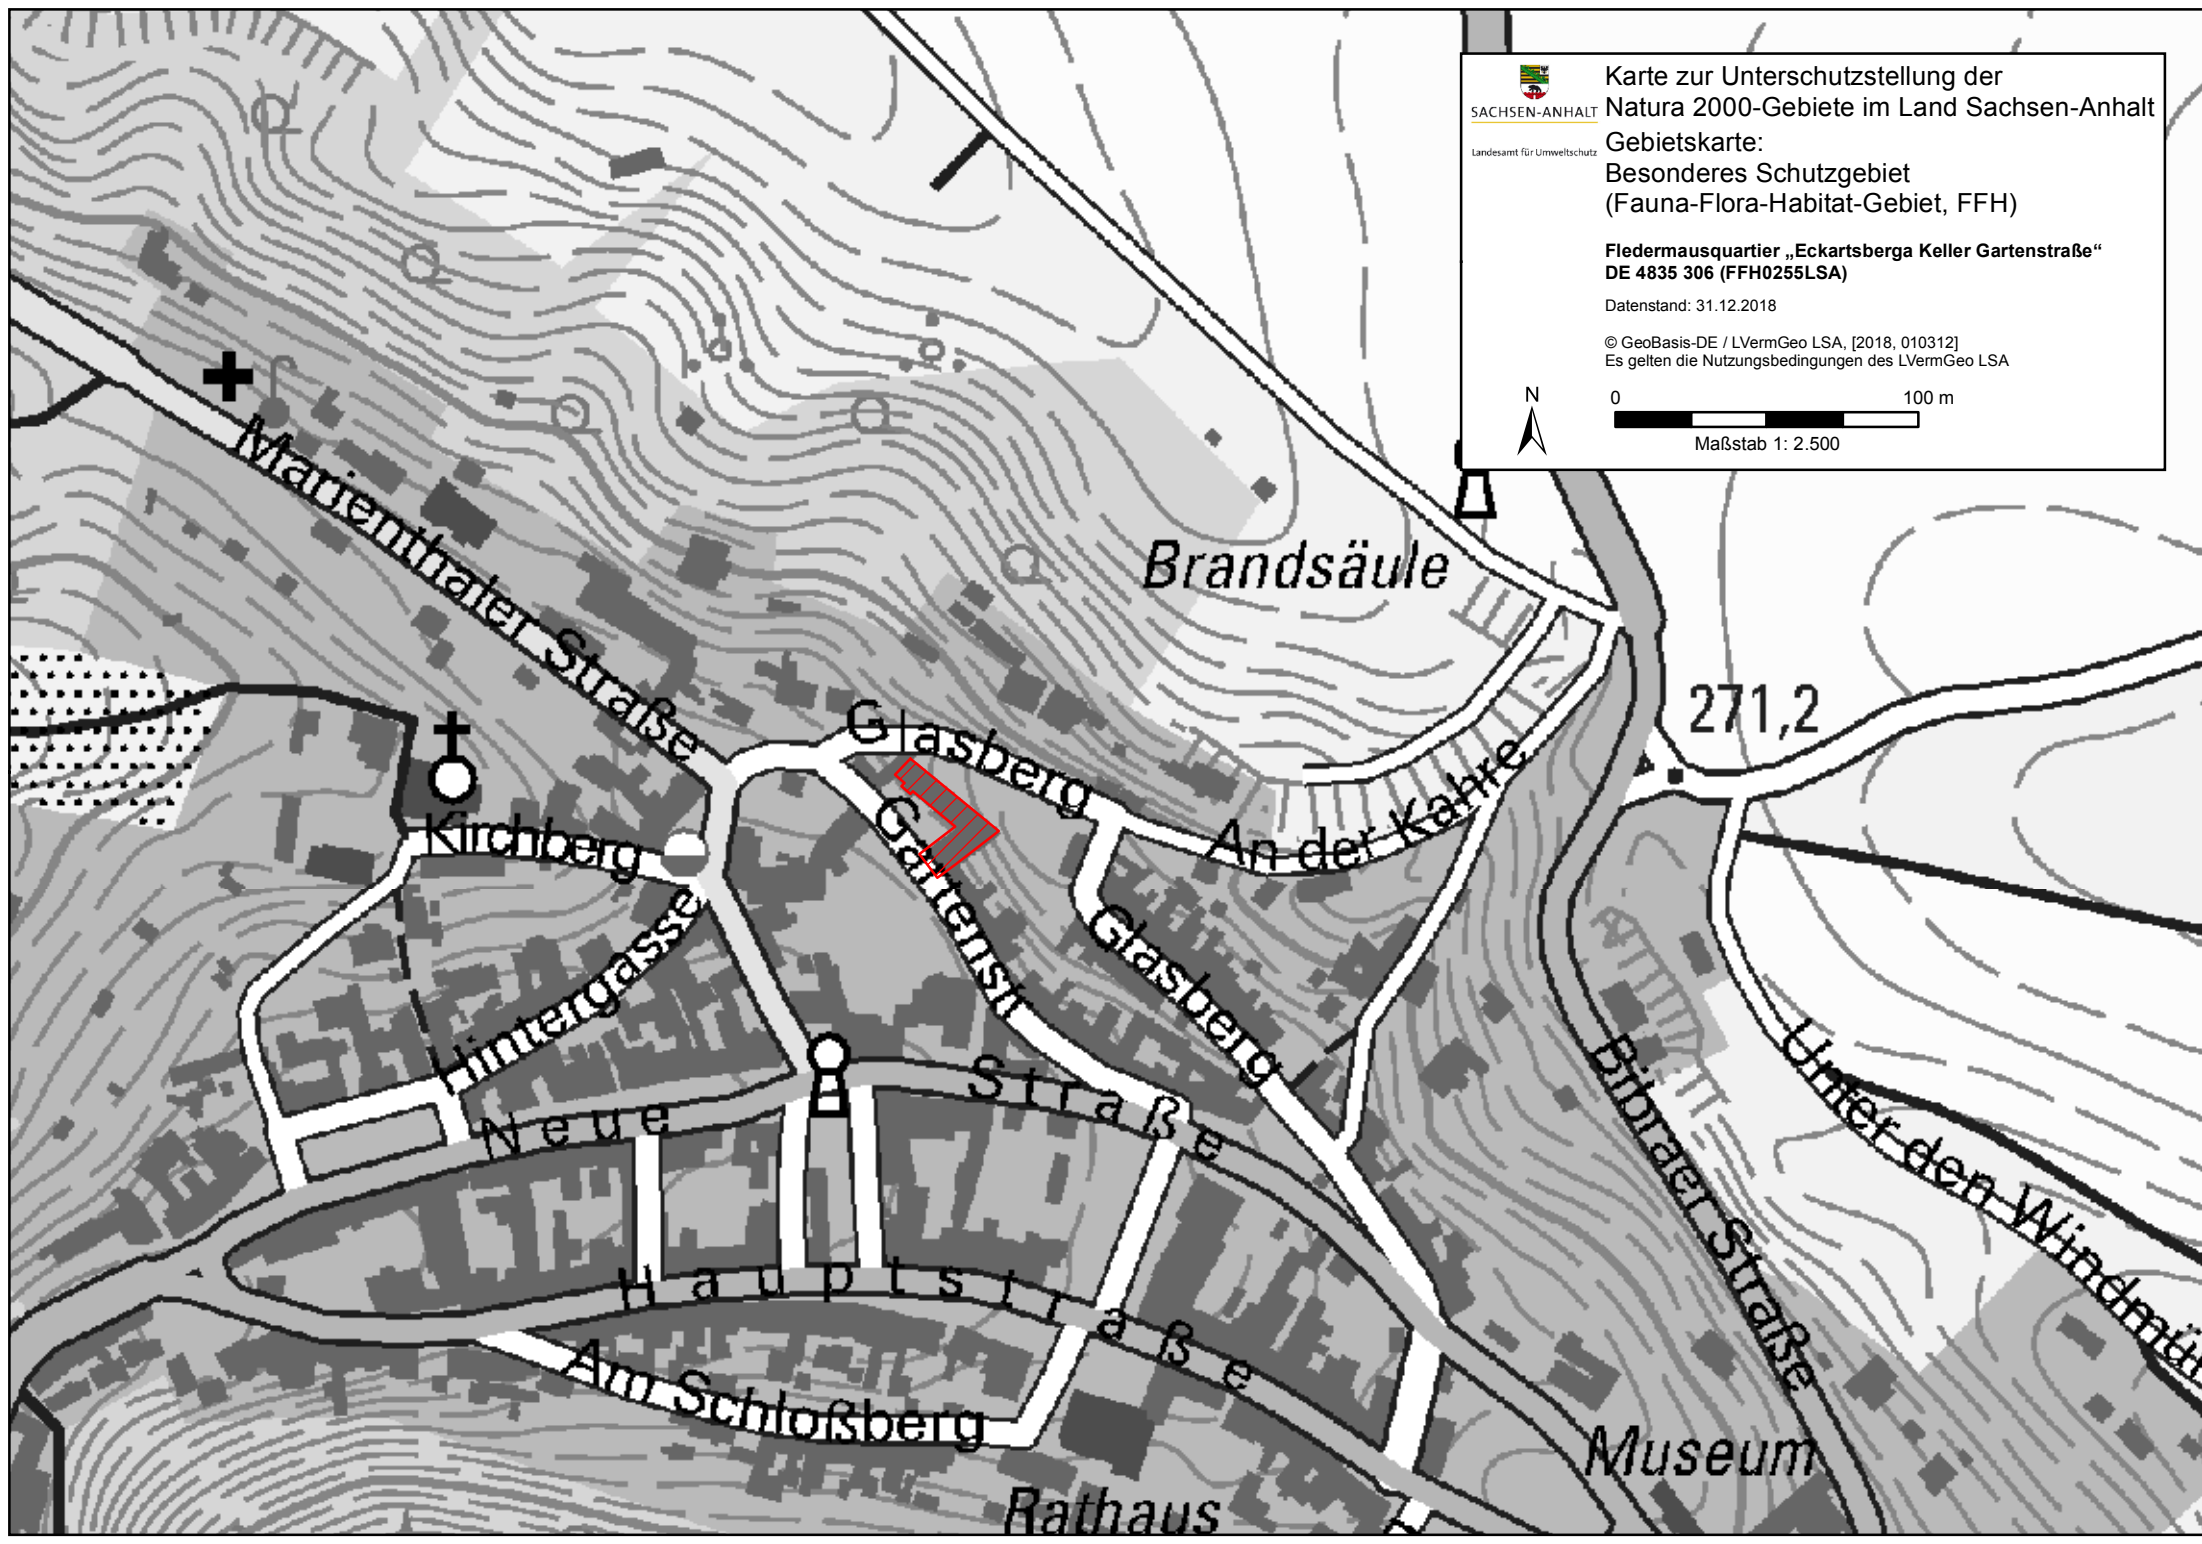 SACHSEN-ANHALT
Landesamt für Umweltschutz
Karte zur Unterschutzstellung der
Natura 2000-Gebiete im Land Sachsen-Anhalt
Gebietskarte:
Besonderes Schutzgebiet
(Fauna-Flora-Habitat-Gebiet, FFH)
Fledermausquartier „Eckartsberga Keller Gartenstraße“
DE 4835 306 (FFH0255LSA)
Datenstand: 31.12.2018
© GeoBasis-DE / LVermGeo LSA, [2018, 010312]
Es gelten die Nutzungsbedingungen des LVermGeo LSA
N
0 100 m
Maßstab 1: 2.500
Marienthaler Straße
Brandsäule
271,2
Glasberg
An der Kahre
Gartenstr
Kirchberg
Hintergasse
Glasberg
Neue Straße
Bibraer Straße
Unter den Windmü
Hauptstraße
Am Schloßberg
Museum
Rathaus